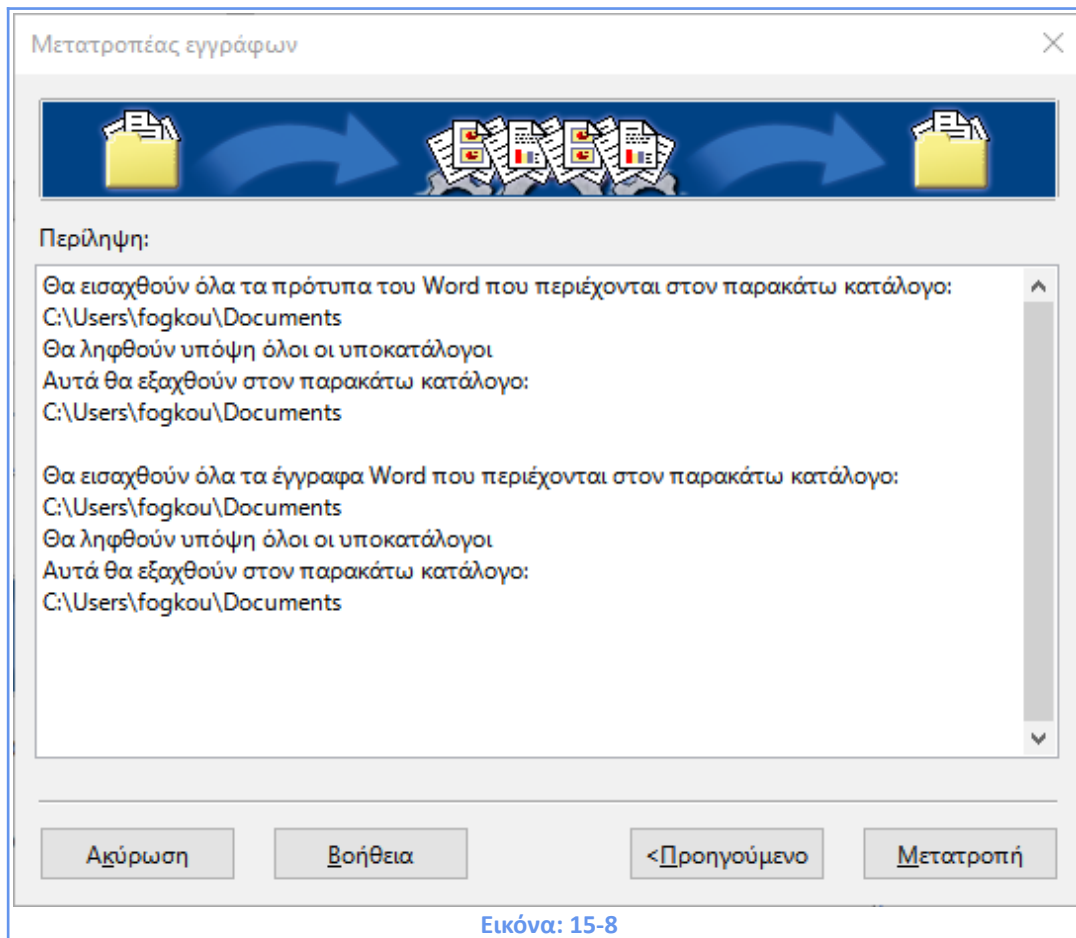 Μετατροπέας εγγράφων
Περίληψη:
Θα εισαχθούν όλα τα πρότυπα του Word που περιέχονται στον παρακάτω κατάλογο:
C:\Users\fogkou\Documents
Θα ληφθούν υπόψη όλοι οι υποκατάλογοι
Αυτά θα εξαχθούν στον παρακάτω κατάλογο:
C:\Users\fogkou\Documents
Θα εισαχθούν όλα τα έγγραφα Word που περιέχονται στον παρακάτω κατάλογο:
C:\Users\fogkou\Documents
Θα ληφθούν υπόψη όλοι οι υποκατάλογοι
Αυτά θα εξαχθούν στον παρακάτω κατάλογο:
C:\Users\fogkou\Documents
Ακύρωση Βοήθεια <Προηγούμενο Μετατροπή
Εικόνα: 15-8